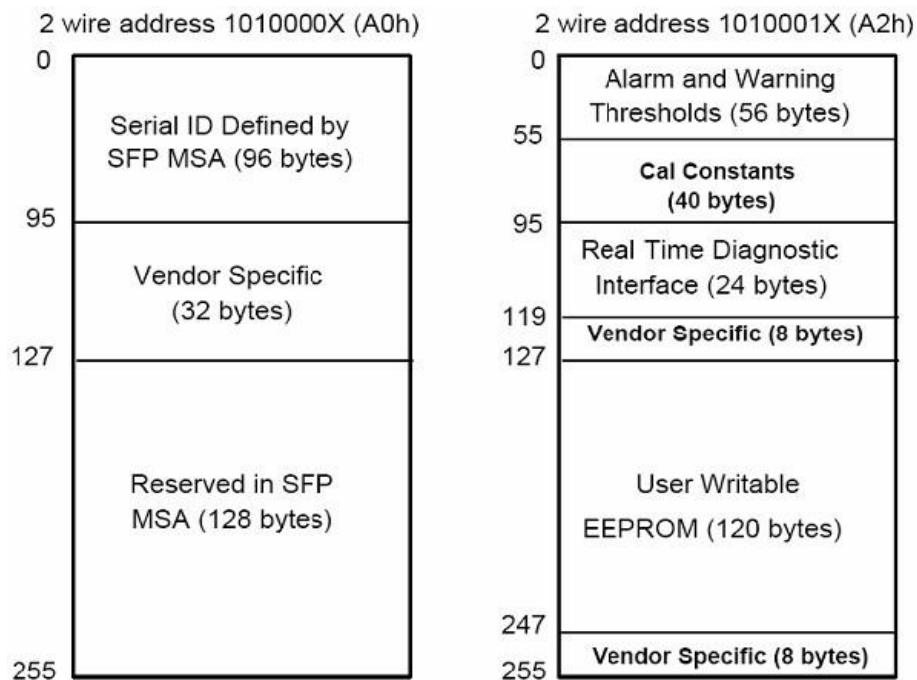 2 wire address 1010000X (A0h)
0
Serial ID Defined by
SFP MSA (96 bytes)
95
Vendor Specific
(32 bytes)
127
Reserved in SFP
MSA (128 bytes)
255
2 wire address 1010001X (A2h)
0
Alarm and Warning
Thresholds (56 bytes)
55
Cal Constants
(40 bytes)
95
Real Time Diagnostic
Interface (24 bytes)
119
Vendor Specific (8 bytes)
127
User Writable
EEPROM (120 bytes)
247
Vendor Specific (8 bytes)
255